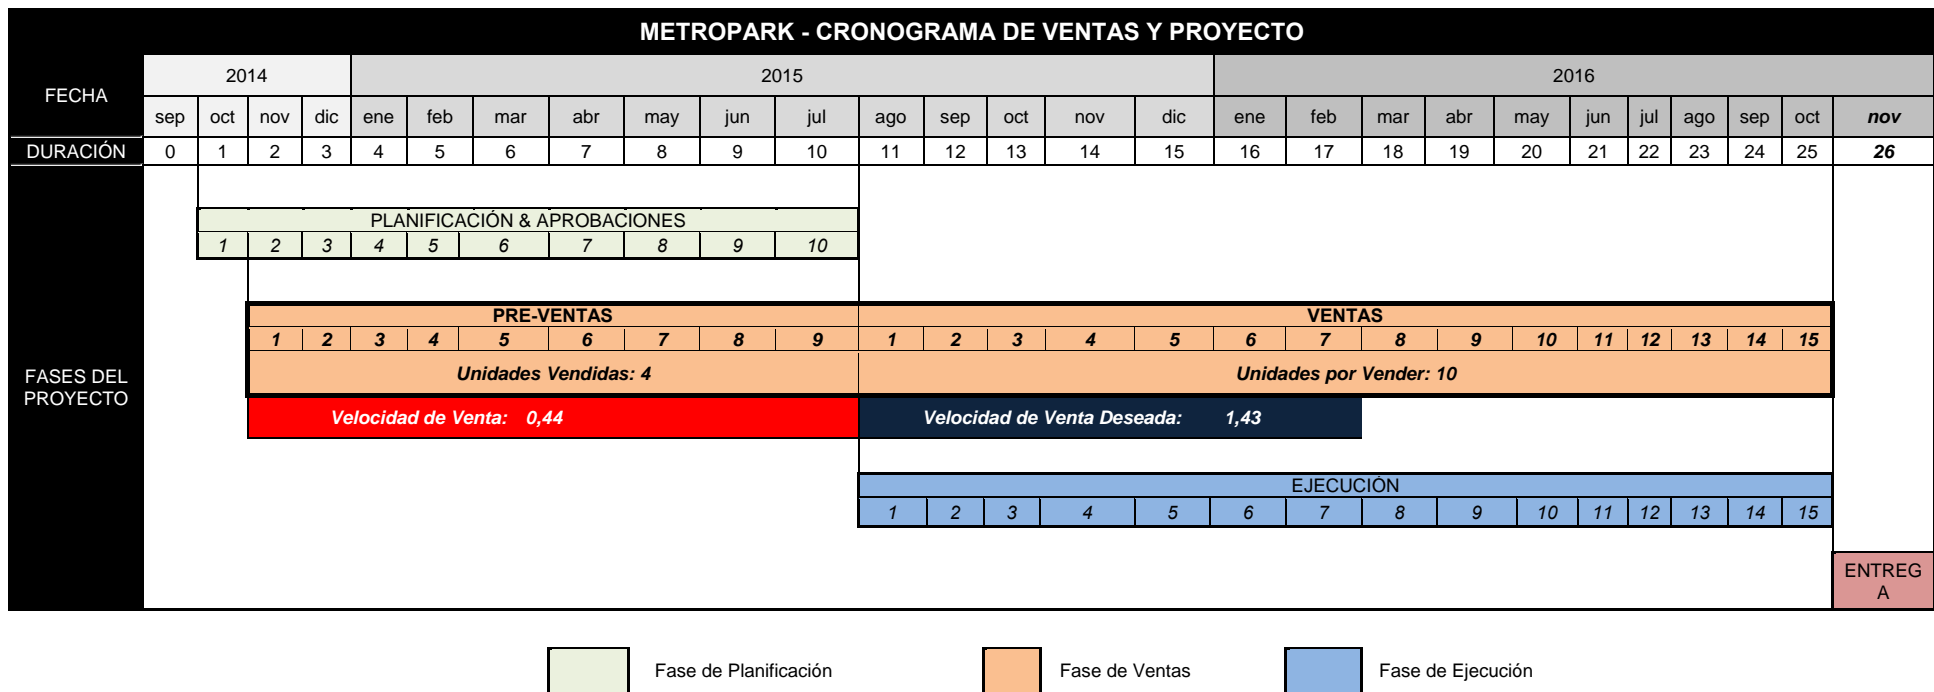 METROPARK - CRONOGRAMA DE VENTAS Y PROYECTO
FECHA
2014 2015 2016
sep oct nov dic ene feb mar abr may jun jul ago sep oct nov dic ene feb mar abr may jun jul ago sep oct nov
DURACIÓN 0 1 2 3 4 5 6 7 8 9 10 11 12 13 14 15 16 17 18 19 20 21 22 23 24 25 26
PLANIFICACIÓN & APROBACIONES
1 2 3 4 5 6 7 8 9 10
PRE-VENTAS VENTAS
1 2 3 4 5 6 7 8 9 1 2 3 4 5 6 7 8 9 10 11 12 13 14 15
FASES DEL
PROYECTO
Unidades Vendidas: 4 Unidades por Vender: 10
Velocidad de Venta: 0,44 Velocidad de Venta Deseada: 1,43
EJECUCIÓN
1 2 3 4 5 6 7 8 9 10 11 12 13 14 15
ENTREG
A
Fase de Planificación Fase de Ventas Fase de Ejecución